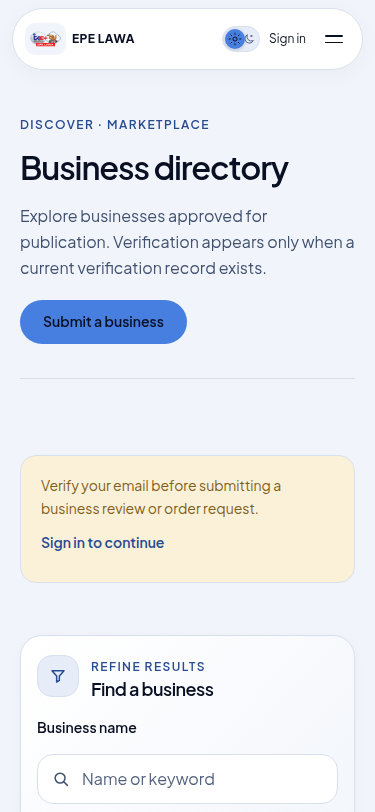 EPE LAWA
Sign in
DISCOVER · MARKETPLACE
Business directory
Explore businesses approved for
publication. Verification appears only when a
current verification record exists.
Submit a business
Verify your email before submitting a
business review or order request.
Sign in to continue
REFINE RESULTS
Find a business
Business name
Name or keyword